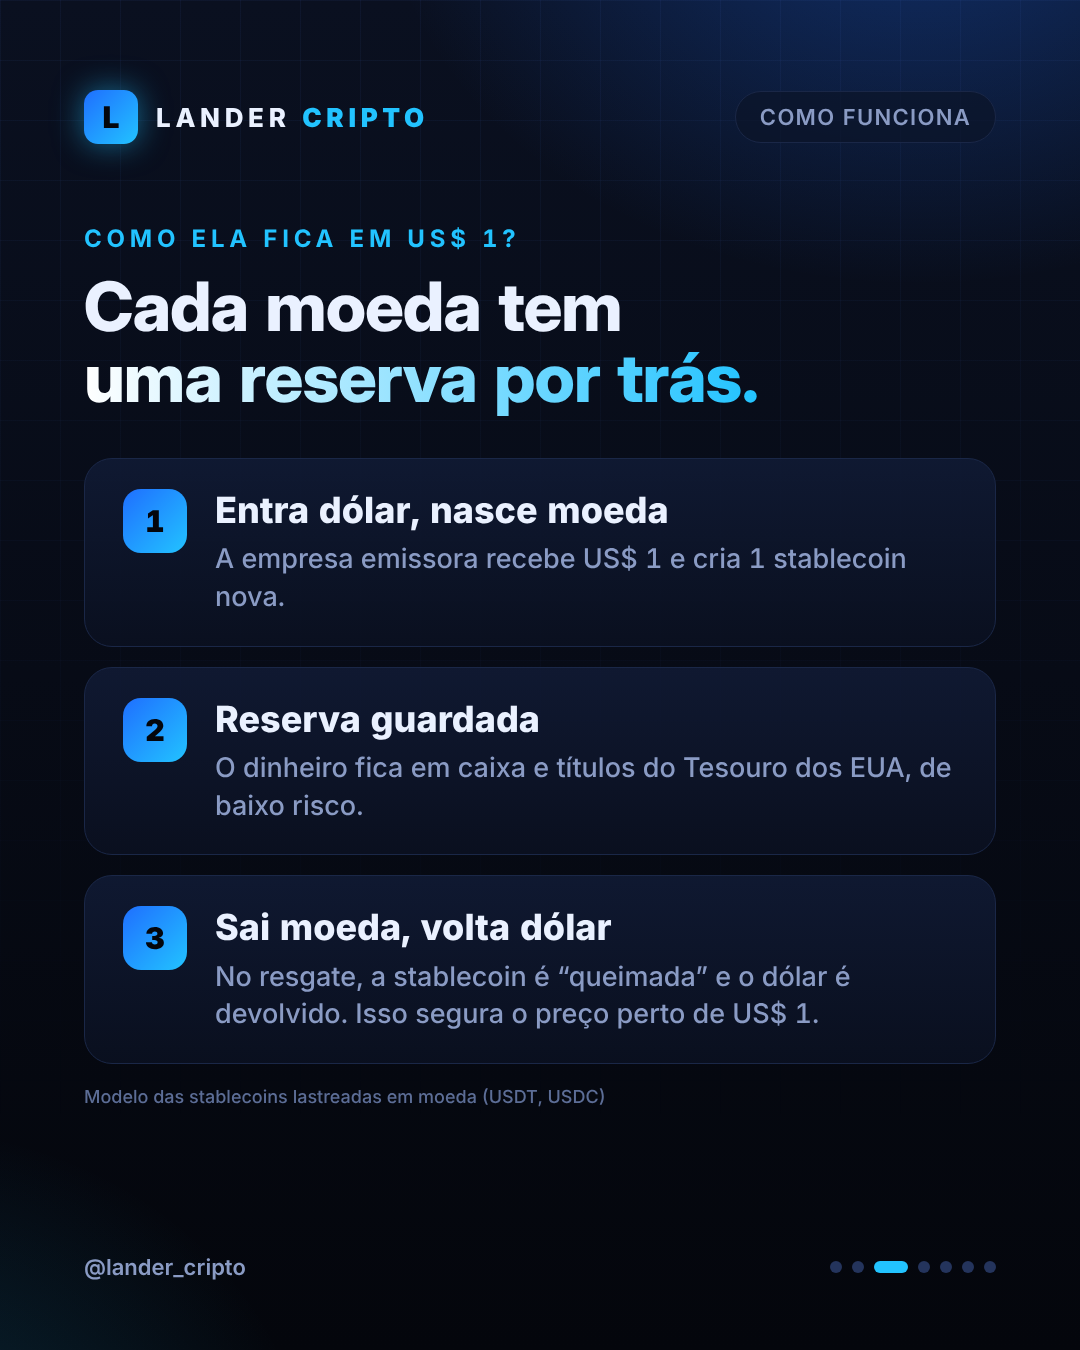 L LANDER CRIPTO
COMO FUNCIONA
COMO ELA FICA EM US$ 1?
Cada moeda tem
uma reserva por trás.
1
Entra dólar, nasce moeda
A empresa emissora recebe US$ 1 e cria 1 stablecoin
nova.
2
Reserva guardada
O dinheiro fica em caixa e títulos do Tesouro dos EUA, de
baixo risco.
3
Sai moeda, volta dólar
No resgate, a stablecoin é “queimada” e o dólar é
devolvido. Isso segura o preço perto de US$ 1.
Modelo das stablecoins lastreadas em moeda (USDT, USDC)
@lander_cripto